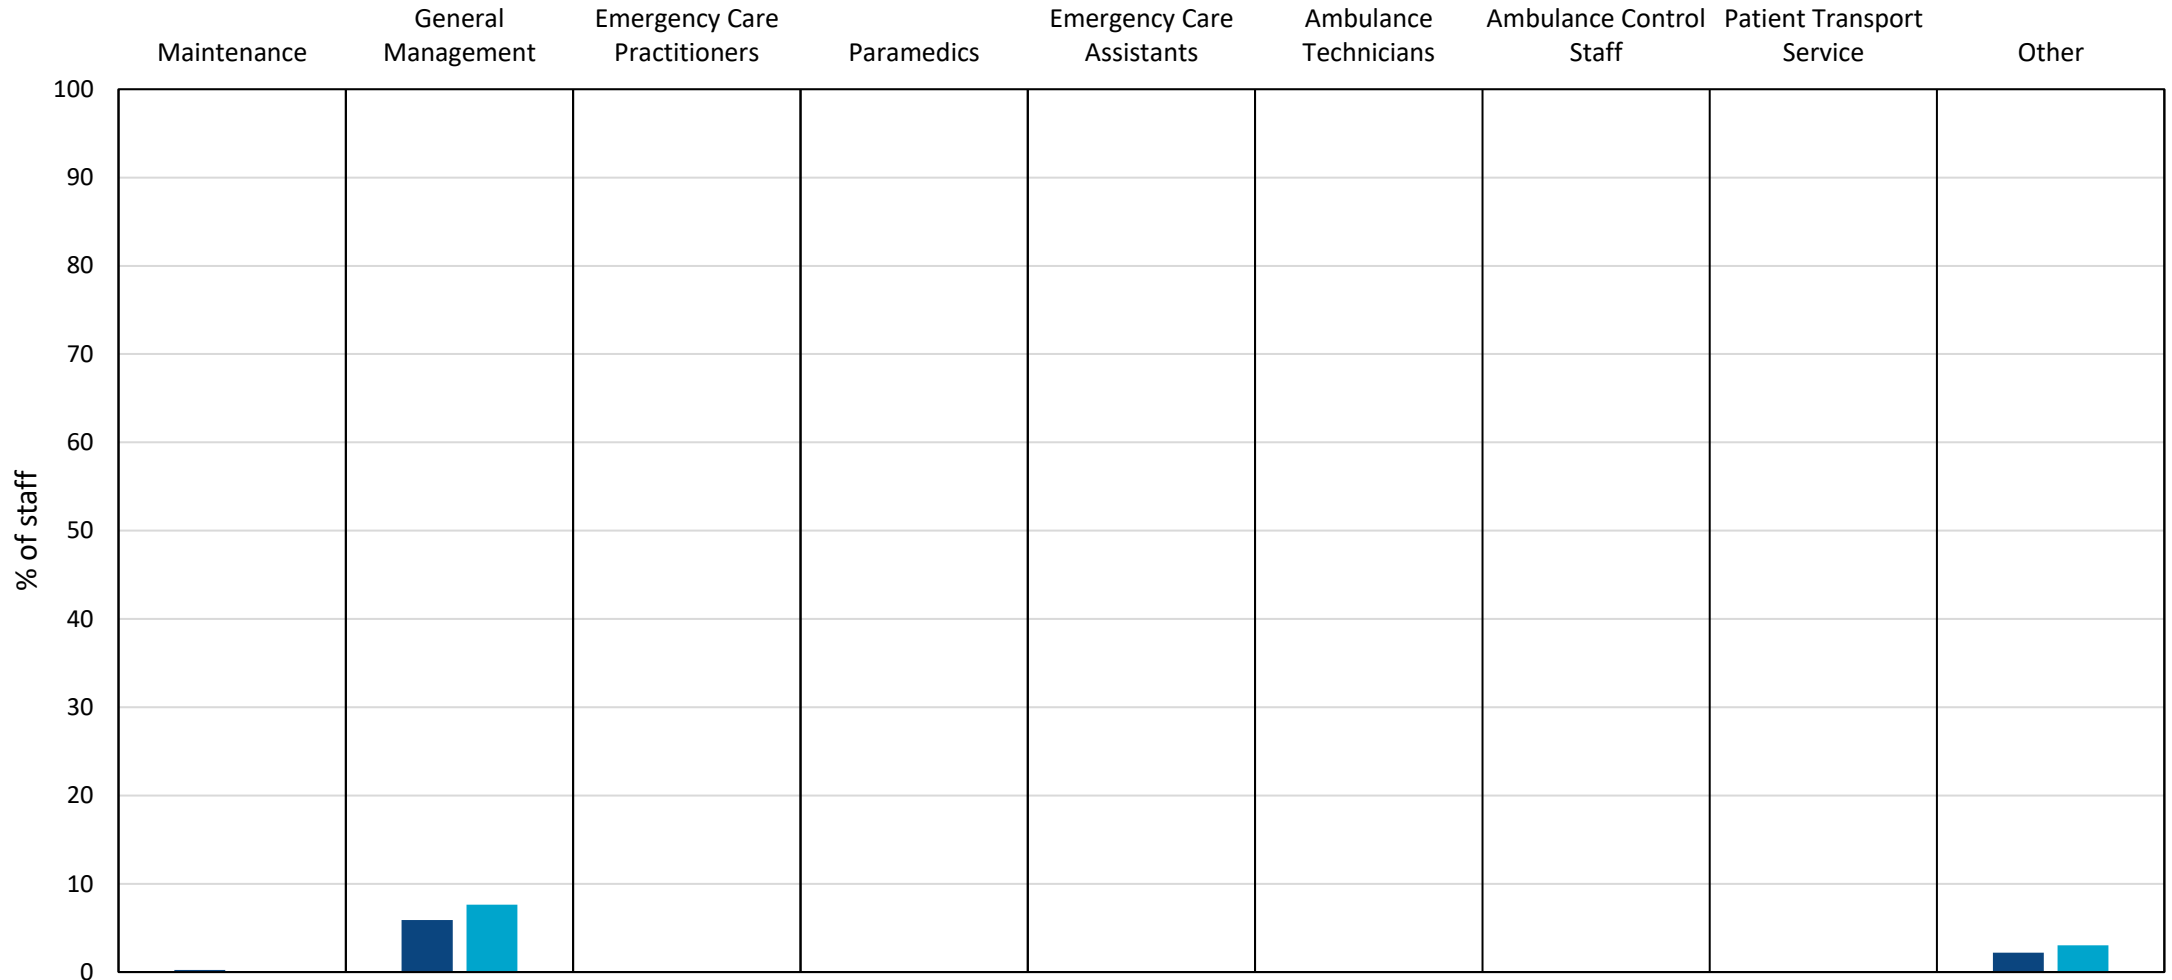 Maintenance
General
Management
Emergency Care
Practitioners
Paramedics
Emergency Care
Assistants
Ambulance
Technicians
Ambulance Control
Staff
Patient Transport
Service
Other
100
90
80
70
60
50
40
30
20
10
0
% of staff